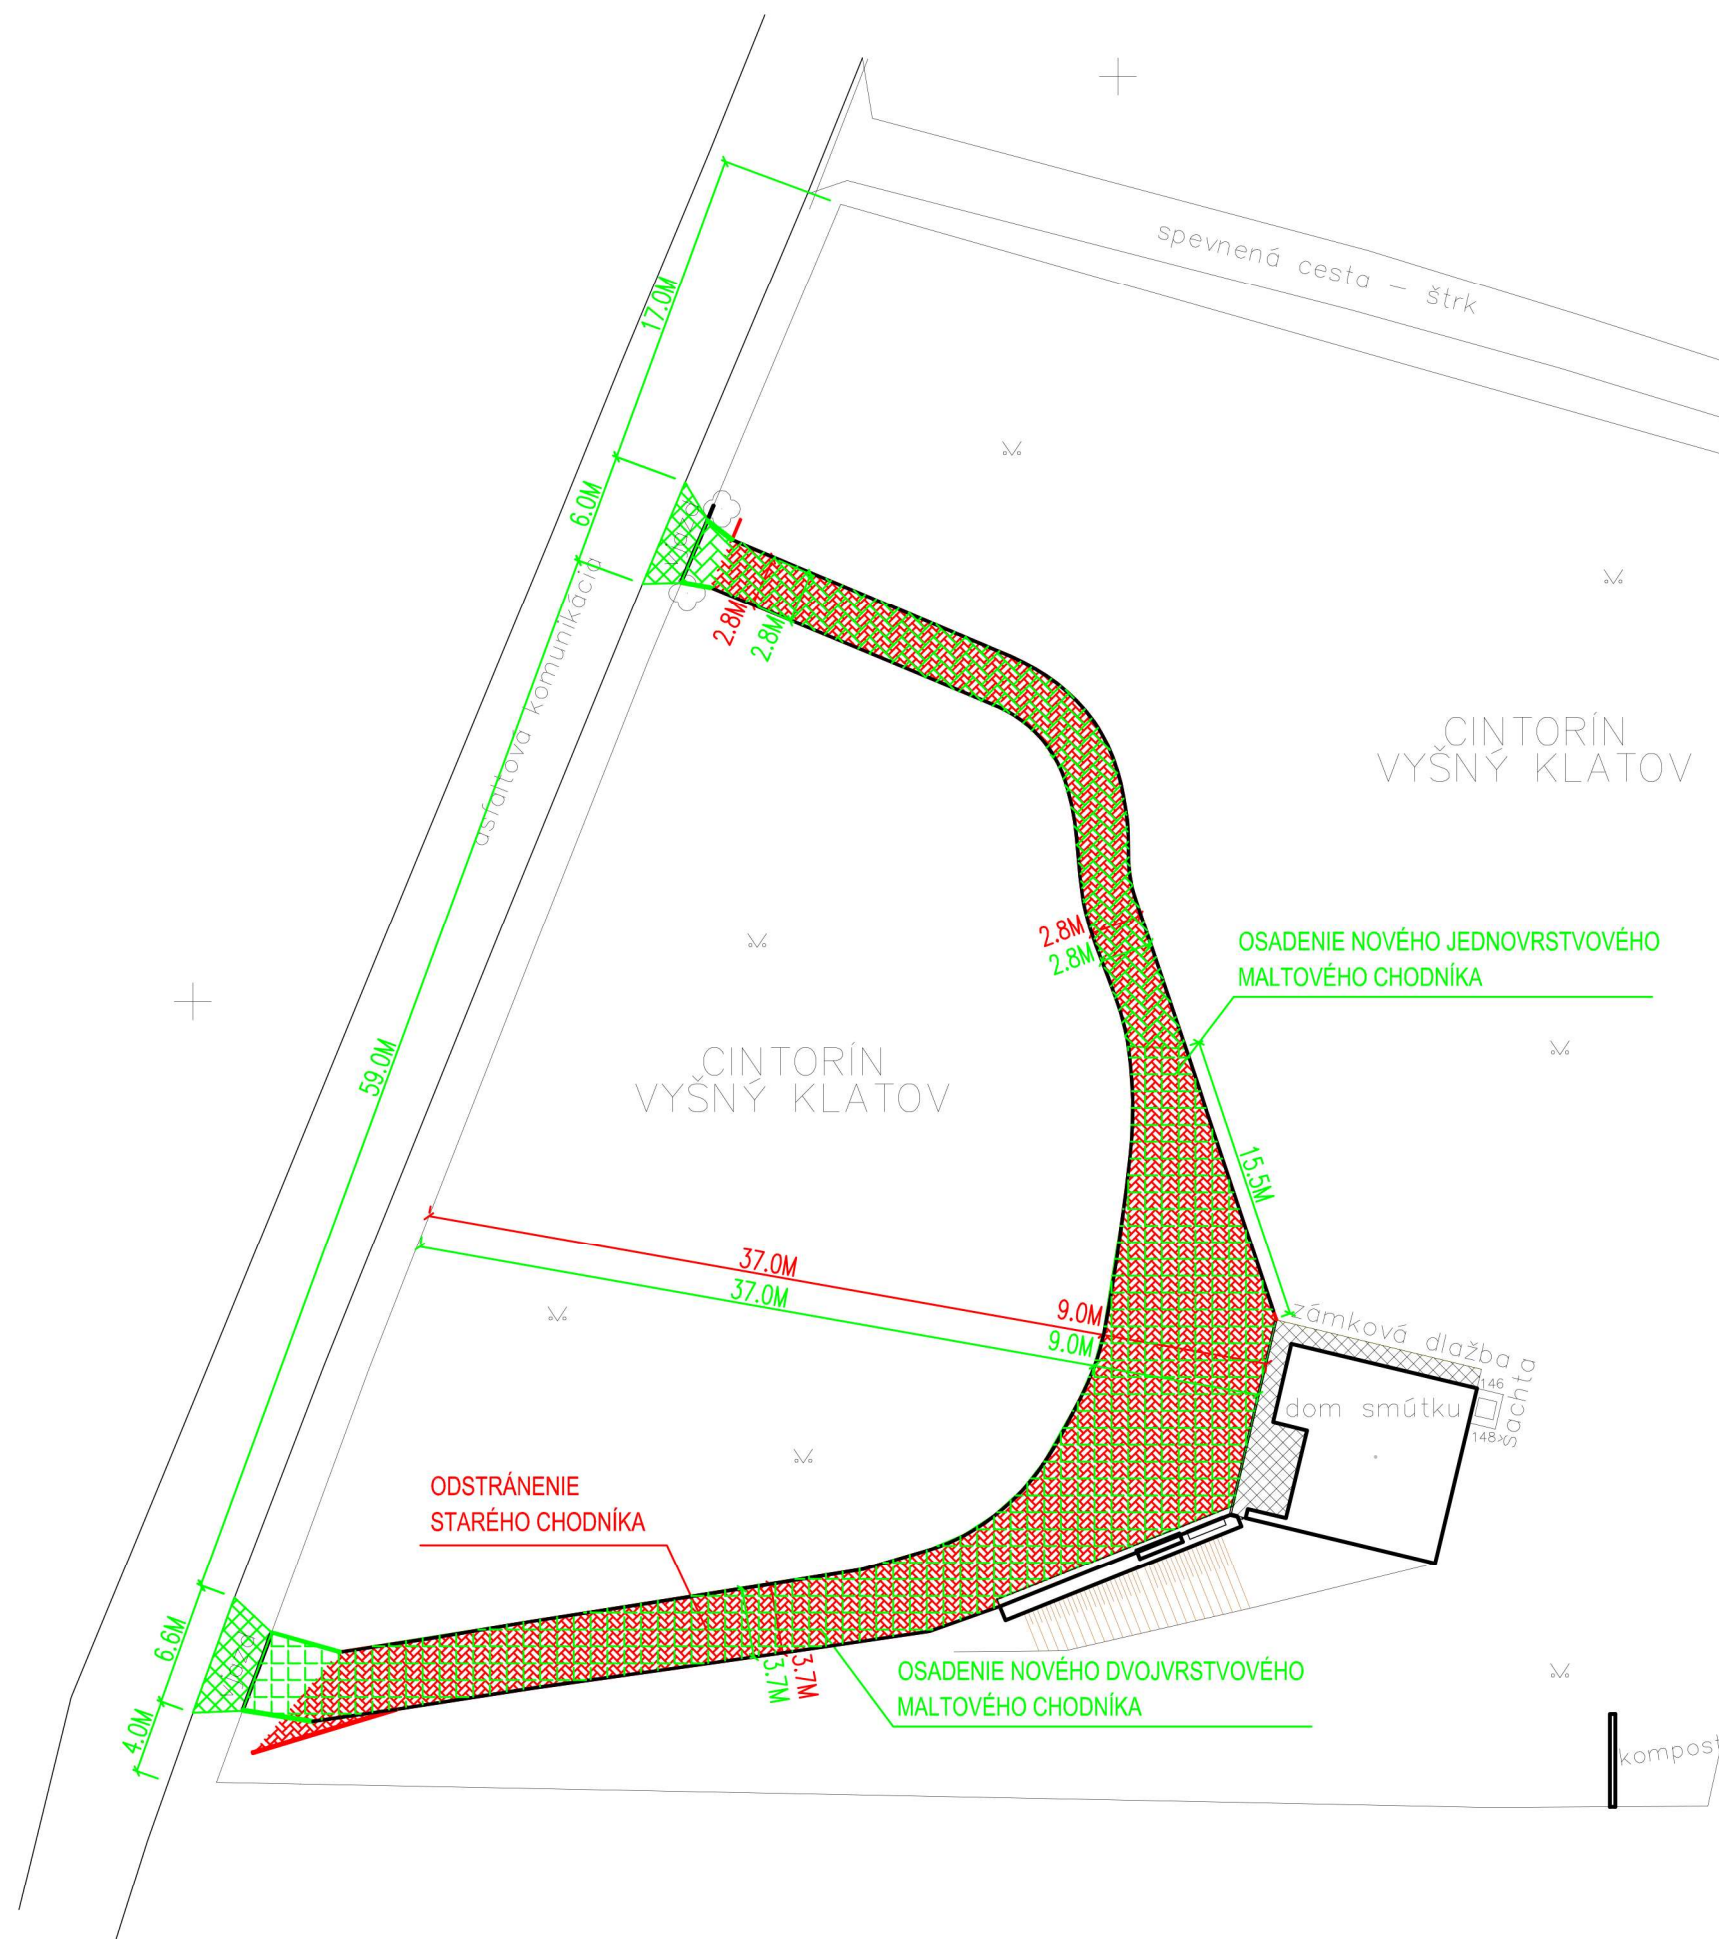 spevnená cesta – štrk
17.0M
6.0M
asfaltová komunikácia
2.8M
2.8M
CINTORÍN
VYŠNÝ KLATOV
2.8M
2.8M
OSADENIE NOVÉHO JEDNOVRSTVOVÉHO
MALTOVÉHO CHODNÍKA
59.0M
CINTORÍN
VYŠNÝ KLATOV
15.5M
37.0M
37.0M
9.0M
9.0M
zámková dlažba a
šachta
146
dom smútku
148
ODSTRÁNENIE
STARÉHO CHODNÍKA
6.6M
3.7M
3.7M
OSADENIE NOVÉHO DVOJVRSTVOVÉHO
MALTOVÉHO CHODNÍKA
4.0M
kompost